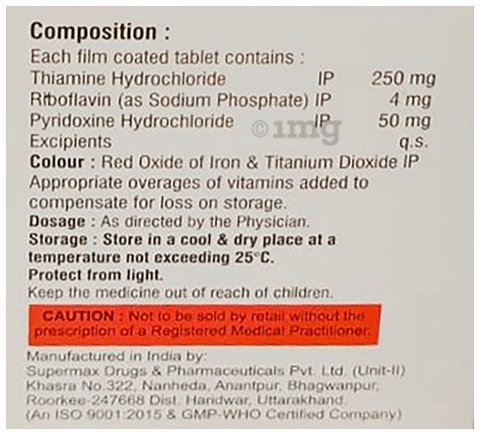 Composition :
Each film coated tablet contains :
Thiamine Hydrochloride IP 250 mg
Riboflavin (as Sodium Phosphate) IP 4 mg
Pyridoxine Hydrochloride IP 50 mg
©1mg
Excipients q.s.
Colour : Red Oxide of Iron & Titanium Dioxide IP
Appropriate overages of vitamins added to
compensate for loss on storage.
Dosage : As directed by the Physician.
Storage : Store in a cool & dry place at a
temperature not exceeding 25°C.
Protect from light.
Keep the medicine out of reach of children.
CAUTION : Not to be sold by retail without the
prescription of a Registered Medical Practitioner.
Manufactured in India by:
Supermax Drugs & Pharmaceuticals Pvt. Ltd. (Unit-II)
Khasra No.322, Nanheda, Anantpur, Bhagwanpur,
Roorkee-247668 Dist. Haridwar, Uttarakhand.
(An ISO 9001:2015 & GMP-WHO Certified Company)